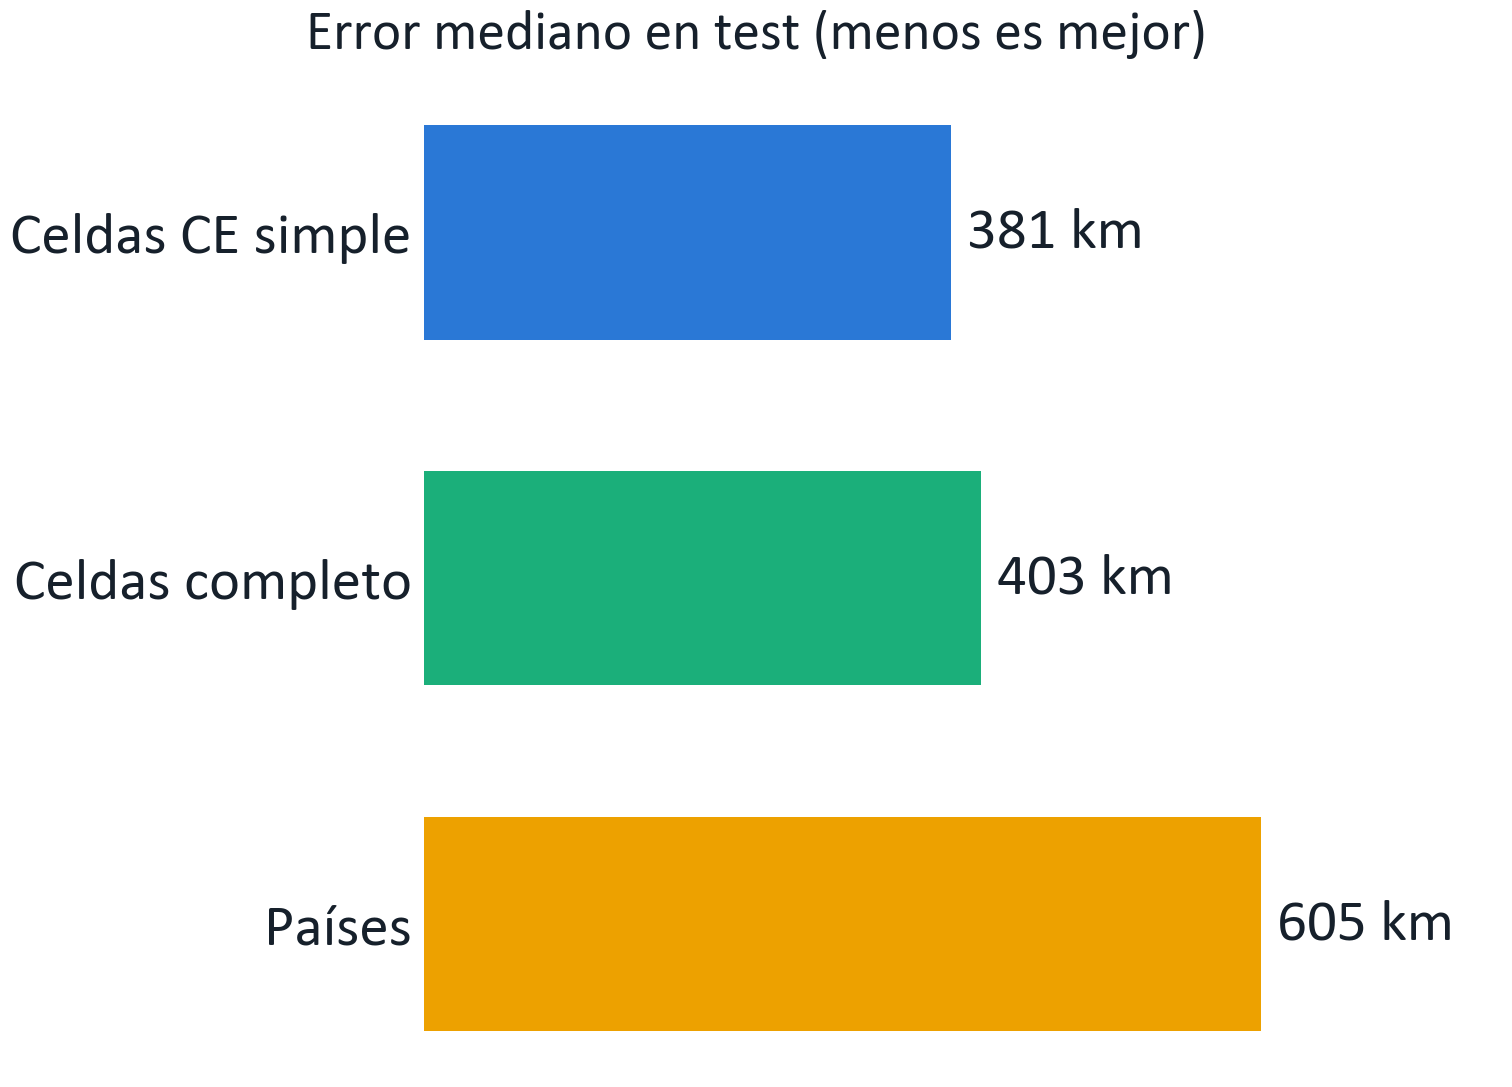 Error mediano en test (menos es mejor)
Celdas CE simple 381 km
Celdas completo 403 km
Países 605 km